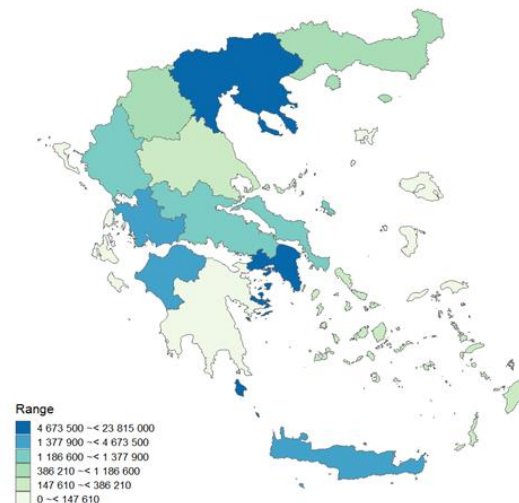 Range
4 673 500 ~< 23 815 000
1 377 900 ~< 4 673 500
1 186 600 ~< 1 377 900
386 210 ~< 1 186 600
147 610 ~< 386 210
0 ~< 147 610